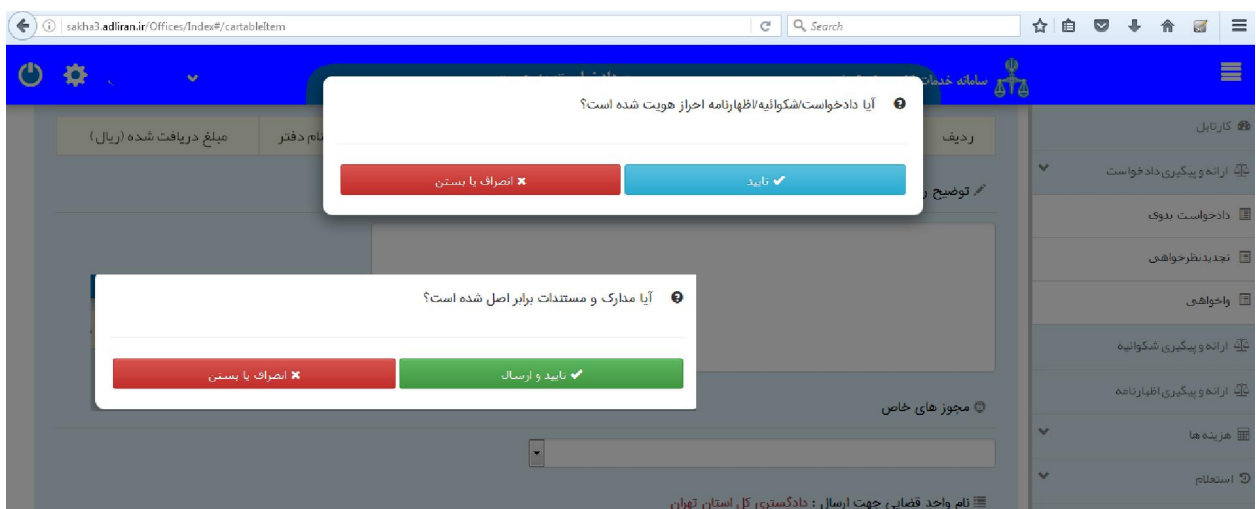 sakha3.adliran.ir/Offices/Index#/cartableItem
Search
سامانه خدمات
آیا دادخواست/شکوائیه/اظهارنامه احراز هویت شده است؟
تایید
انصراف یا بستن
ردیف
نام دفتر
مبلغ دریافت شده (ریال)
توضیح
آیا مدارک و مستندات برابر اصل شده است؟
تایید و ارسال
انصراف یا بستن
مجوز های خاص
نام واحد قضایی جهت ارسال : دادگستری کل استان تهران
کارتابل
ارائه و پیگیری دادخواست
دادخواست بدوی
تجدیدنظرخواهی
واخواهی
ارائه و پیگیری شکوائیه
ارائه و پیگیری اظهارنامه
هزینه ها
استعلام